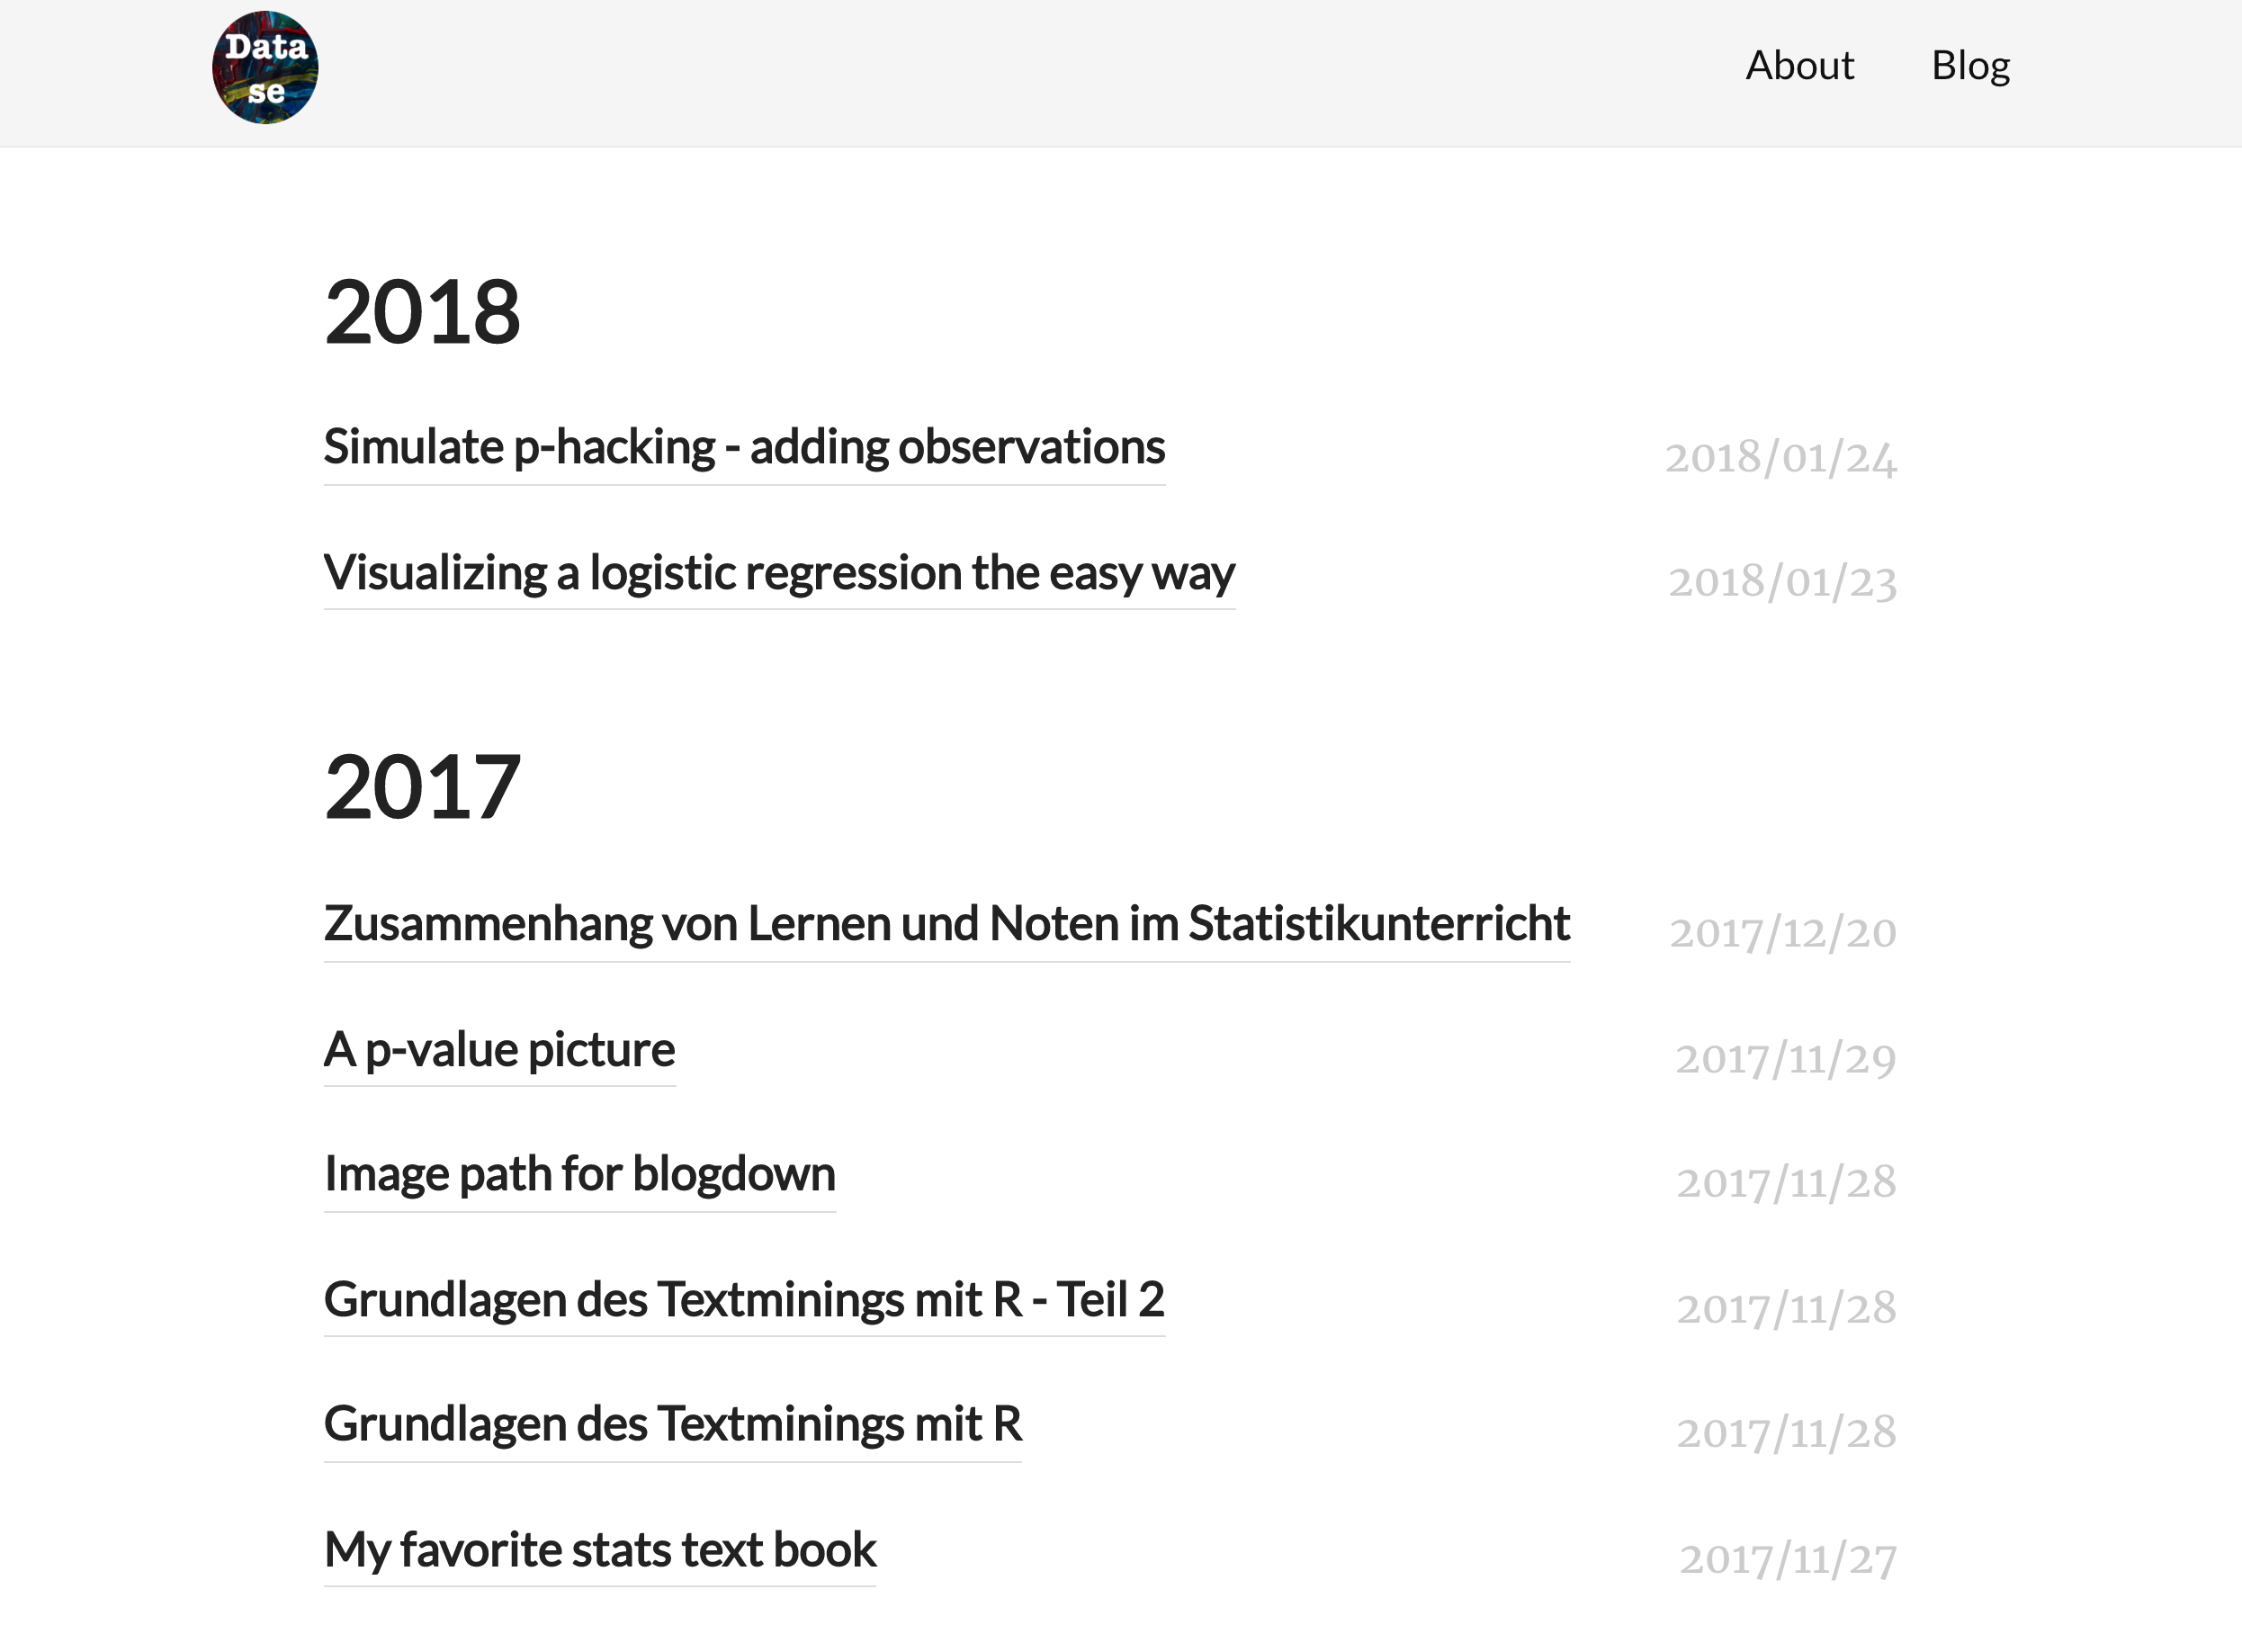 Data
se
About Blog
2018
Simulate p-hacking - adding observations 2018/01/24
Visualizing a logistic regression the easy way 2018/01/23
2017
Zusammenhang von Lernen und Noten im Statistikunterricht 2017/12/20
A p-value picture 2017/11/29
Image path for blogdown 2017/11/28
Grundlagen des Textminings mit R - Teil 2 2017/11/28
Grundlagen des Textminings mit R 2017/11/28
My favorite stats text book 2017/11/27